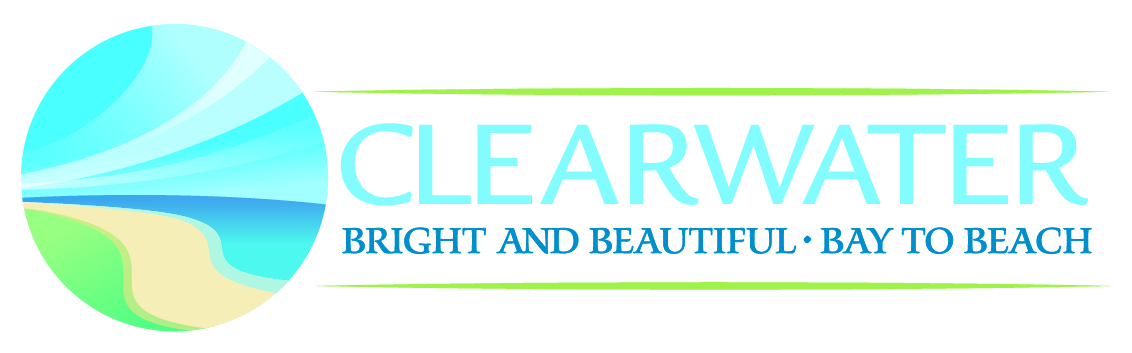 CLEARWATER
BRIGHT AND BEAUTIFUL • BAY TO BEACH